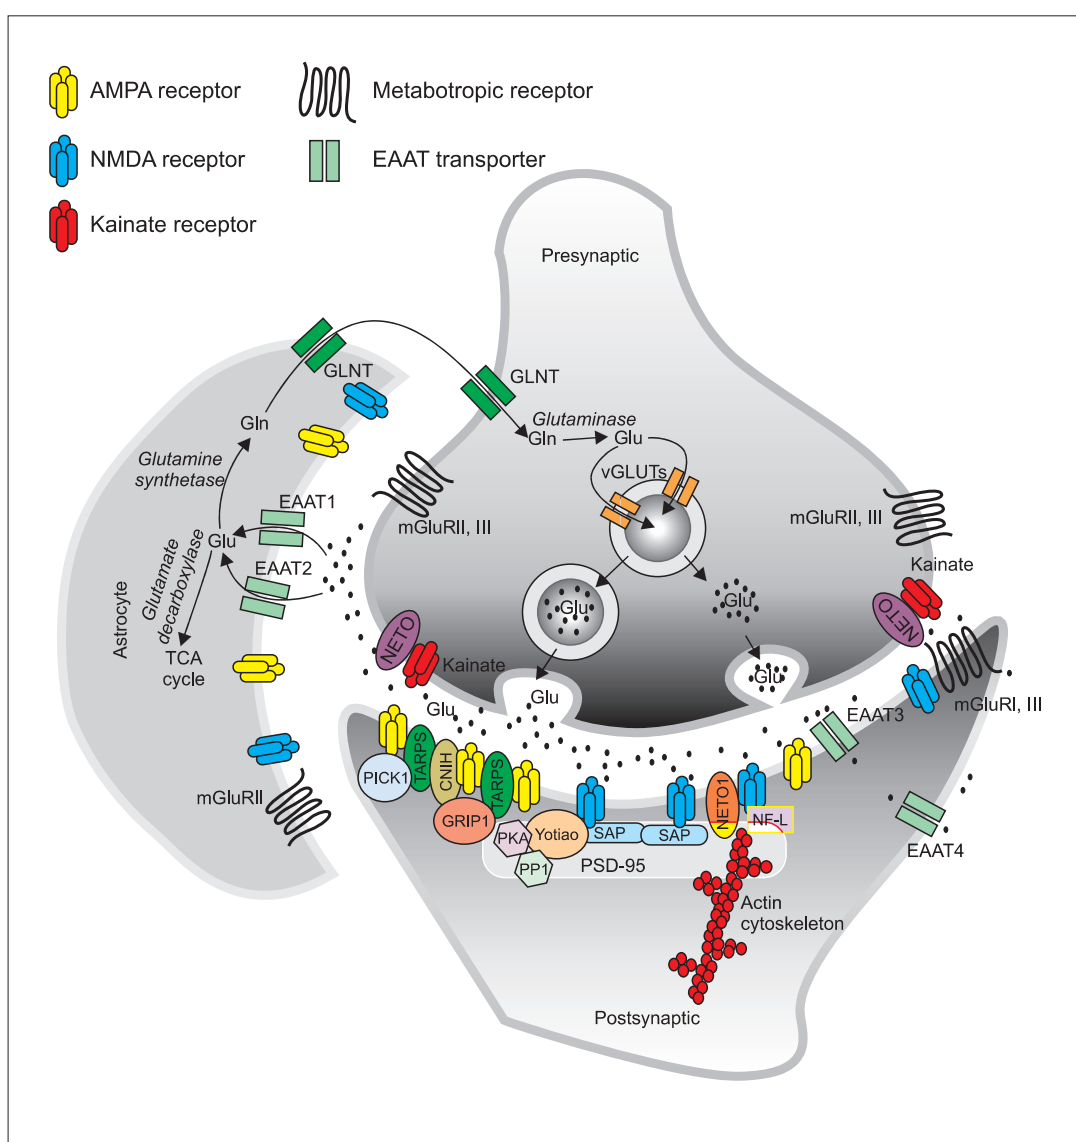 AMPA receptor
Metabotropic receptor
NMDA receptor
EAAT transporter
Kainate receptor
Presynaptic
GLNT
GLNT
Gln
Glutaminase
Gln
Glu
vGLUTs
Glutamine
synthetase
EAAT1
mGluRII, III
mGluRII, III
Glu
EAAT2
Kainate
Astrocyte
Glutamate
decarboxylase
Glu
Glu
NETO
NETO
TCA
cycle
Kainate
Glu
Glu
Glu
mGluRI, III
EAAT3
PICK1
TARPS
CNIH
TARPS
mGluRII
GRIP1
PKA
Yotiao
SAP
SAP
NETO1
NF-L
PP1
PSD-95
EAAT4
Actin
cytoskeleton
Postsynaptic